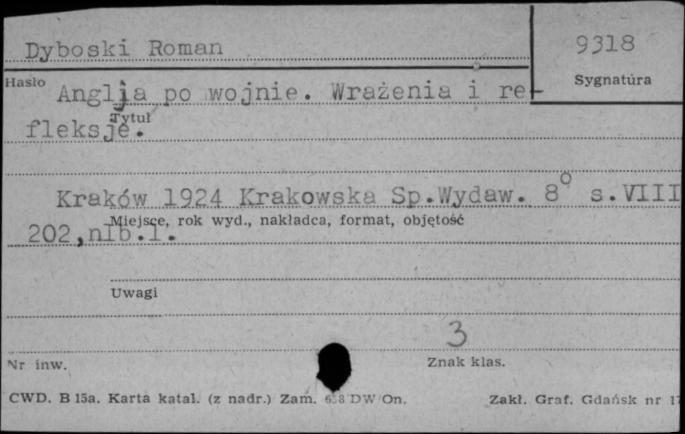 Dyboski Roman
9318
Hasło
Sygnatura
Anglja po wojnie. Wrażenia i re-
Tytuł
fleksje.
Kraków 1924 Krakowska Sp.Wydaw. 8° s.VIII
Miejsce, rok wyd., nakładca, format, objętość
202,nlb.1.
Uwagi
3
Nr inw.
Znak klas.
CWD. B 15a. Karta katal. (z nadr.) Zam. DW/On.
Zakł. Graf. Gdańsk nr 17